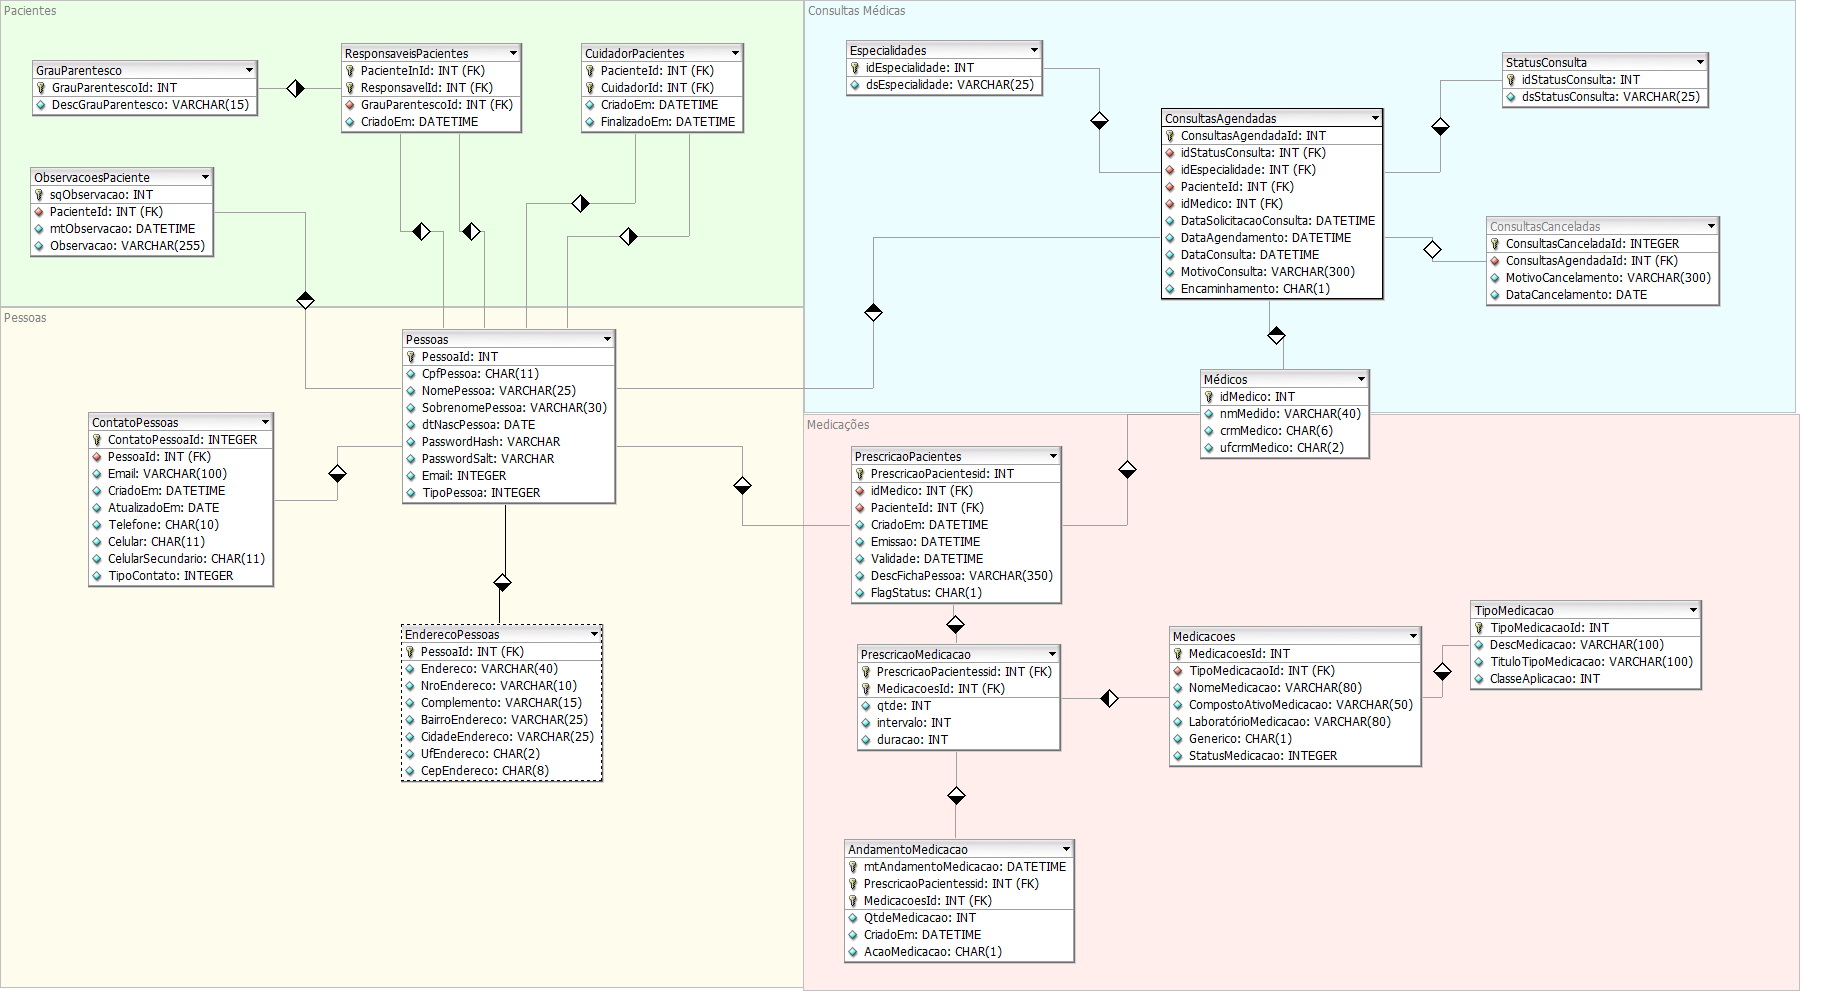 Pacientes
GrauParentesco
GrauParentescoId: INT
DescGrauParentesco: VARCHAR(15)
ResponsaveisPacientes
PacienteInId: INT (FK)
ResponsavelId: INT (FK)
GrauParentescoId: INT (FK)
CriadoEm: DATETIME
CuidadorPacientes
PacienteId: INT (FK)
CuidadorId: INT (FK)
CriadoEm: DATETIME
FinalizadoEm: DATETIME
ObservacoesPaciente
sqObservacao: INT
PacienteId: INT (FK)
mtObservacao: DATETIME
Observacao: VARCHAR(255)
Pessoas
Pessoas
PessoaId: INT
CpfPessoa: CHAR(11)
NomePessoa: VARCHAR(25)
SobrenomePessoa: VARCHAR(30)
dtNascPessoa: DATE
PasswordHash: VARCHAR
PasswordSalt: VARCHAR
Email: INTEGER
TipoPessoa: INTEGER
ContatoPessoas
ContatoPessoaId: INTEGER
PessoaId: INT (FK)
Email: VARCHAR(100)
CriadoEm: DATETIME
AtualizadoEm: DATE
Telefone: CHAR(10)
Celular: CHAR(11)
CelularSecundario: CHAR(11)
TipoContato: INTEGER
EnderecoPessoas
PessoaId: INT (FK)
Endereco: VARCHAR(40)
NroEndereco: VARCHAR(10)
Complemento: VARCHAR(15)
BairroEndereco: VARCHAR(25)
CidadeEndereco: VARCHAR(25)
UfEndereco: CHAR(2)
CepEndereco: CHAR(8)
Consultas Médicas
Especialidades
idEspecialidade: INT
dsEspecialidade: VARCHAR(25)
StatusConsulta
idStatusConsulta: INT
dsStatusConsulta: VARCHAR(25)
ConsultasAgendadas
ConsultasAgendadaId: INT
idStatusConsulta: INT (FK)
idEspecialidade: INT (FK)
PacienteId: INT (FK)
idMedico: INT (FK)
DataSolicitacaoConsulta: DATETIME
DataAgendamento: DATETIME
DataConsulta: DATETIME
MotivoConsulta: VARCHAR(300)
Encaminhamento: CHAR(1)
ConsultasCanceladas
ConsultasCanceladaId: INTEGER
ConsultasAgendadaId: INT (FK)
MotivoCancelamento: VARCHAR(300)
DataCancelamento: DATE
Médicos
idMedico: INT
nmMedido: VARCHAR(40)
crmMedico: CHAR(6)
ufcrmMedico: CHAR(2)
Medicações
PrescricaoPacientes
PrescricaoPacientesid: INT
idMedico: INT (FK)
PacienteId: INT (FK)
CriadoEm: DATETIME
Emissao: DATETIME
Validade: DATETIME
DescFichaPessoa: VARCHAR(350)
FlagStatus: CHAR(1)
PrescricaoMedicacao
PrescricaoPacientessid: INT (FK)
MedicacoesId: INT (FK)
qtde: INT
intervalo: INT
duracao: INT
Medicacoes
MedicacoesId: INT
TipoMedicacaoId: INT (FK)
NomeMedicacao: VARCHAR(80)
CompostoAtivoMedicacao: VARCHAR(50)
LaboratórioMedicacao: VARCHAR(80)
Generico: CHAR(1)
StatusMedicacao: INTEGER
TipoMedicacao
TipoMedicacaoId: INT
DescMedicacao: VARCHAR(100)
TituloTipoMedicacao: VARCHAR(100)
ClasseAplicacao: INT
AndamentoMedicacao
mtAndamentoMedicacao: DATETIME
PrescricaoPacientessid: INT (FK)
MedicacoesId: INT (FK)
QtdeMedicacao: INT
CriadoEm: DATETIME
AcaoMedicacao: CHAR(1)